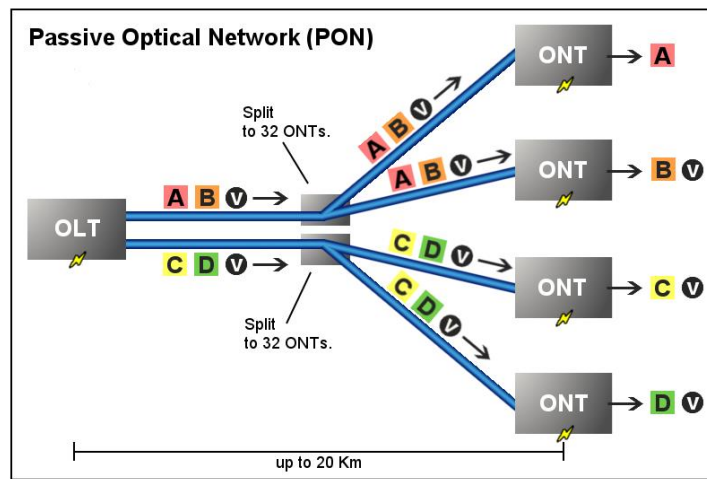 Passive Optical Network (PON)
ONT
A
Split
to 32 ONTs.
A B V
A B V
ONT
B V
A B V
OLT
C D V
C D V
C D V
ONT
C V
Split
to 32 ONTs.
ONT
D V
up to 20 Km